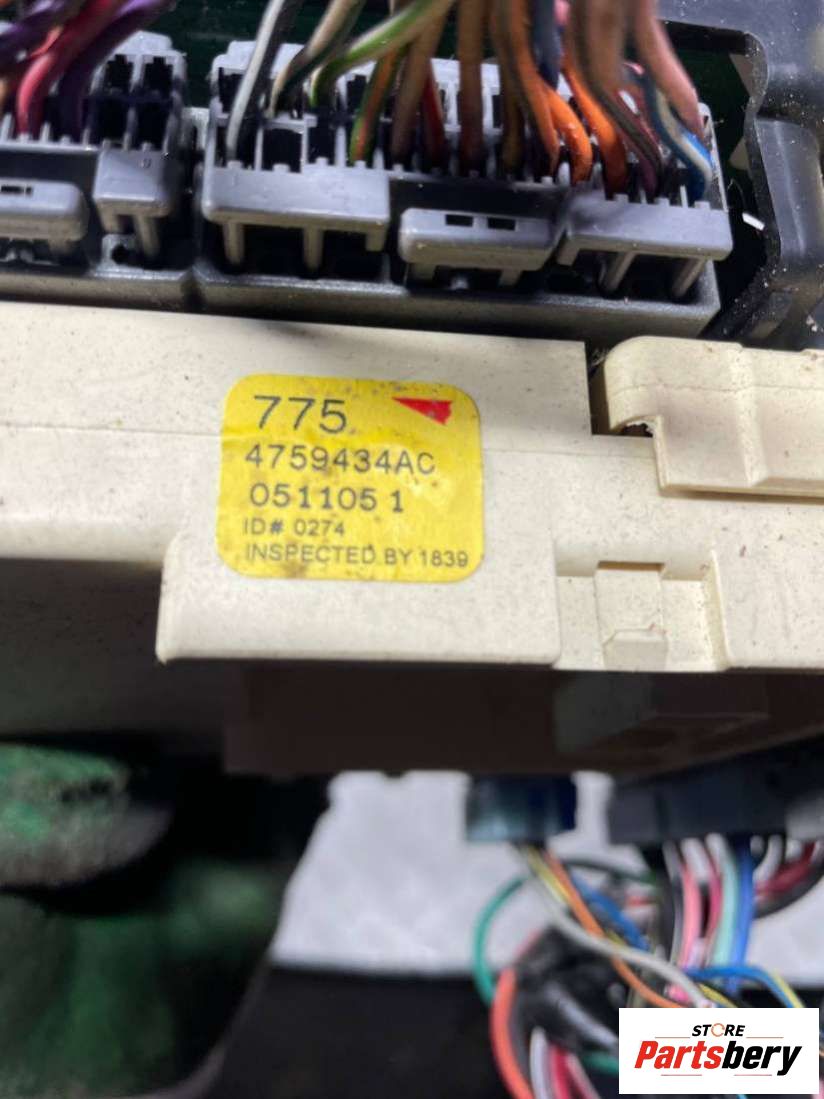 775
4759434AC
0511051
ID# 0274
INSPECTED BY 1839
STORE
Partsbery